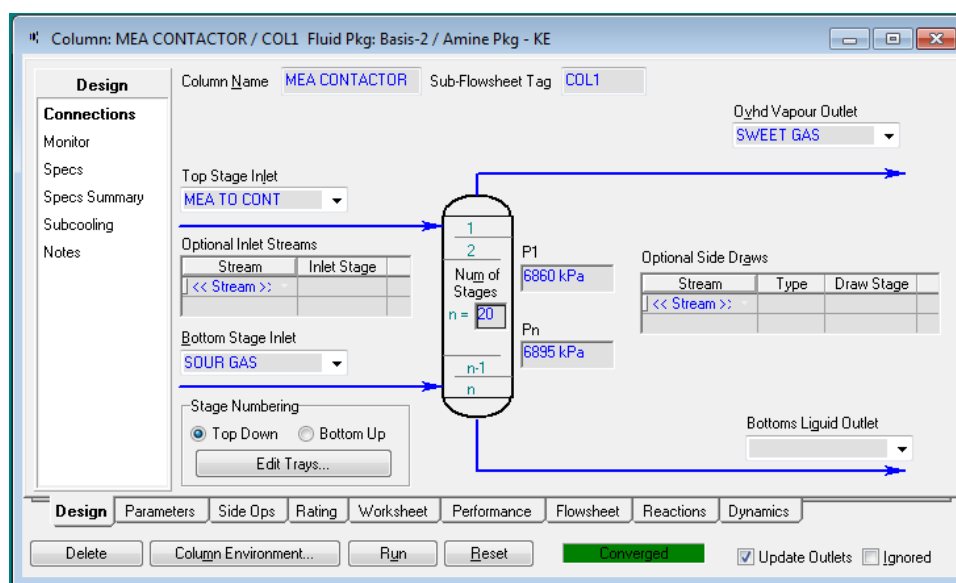 Column: MEA CONTACTOR / COL1 Fluid Pkg: Basis-2 / Amine Pkg - KE
Design
Connections
Monitor
Specs
Specs Summary
Subcooling
Notes
Column Name MEA CONTACTOR Sub-Flowsheet Tag COL1
Ovhd Vapour Outlet
SWEET GAS
Top Stage Inlet
MEA TO CONT
Optional Inlet Streams
Stream Inlet Stage
<< Stream >>
Bottom Stage Inlet
SOUR GAS
1
2
Num of
Stages
n = 20
n-1
n
P1
6860 kPa
Pn
6895 kPa
Optional Side Draws
Stream Type Draw Stage
<< Stream >>
Stage Numbering
Top Down Bottom Up
Edit Trays...
Bottoms Liquid Outlet
Design Parameters Side Ops Rating Worksheet Performance Flowsheet Reactions Dynamics
Delete Column Environment... Run Reset Converged Update Outlets Ignored